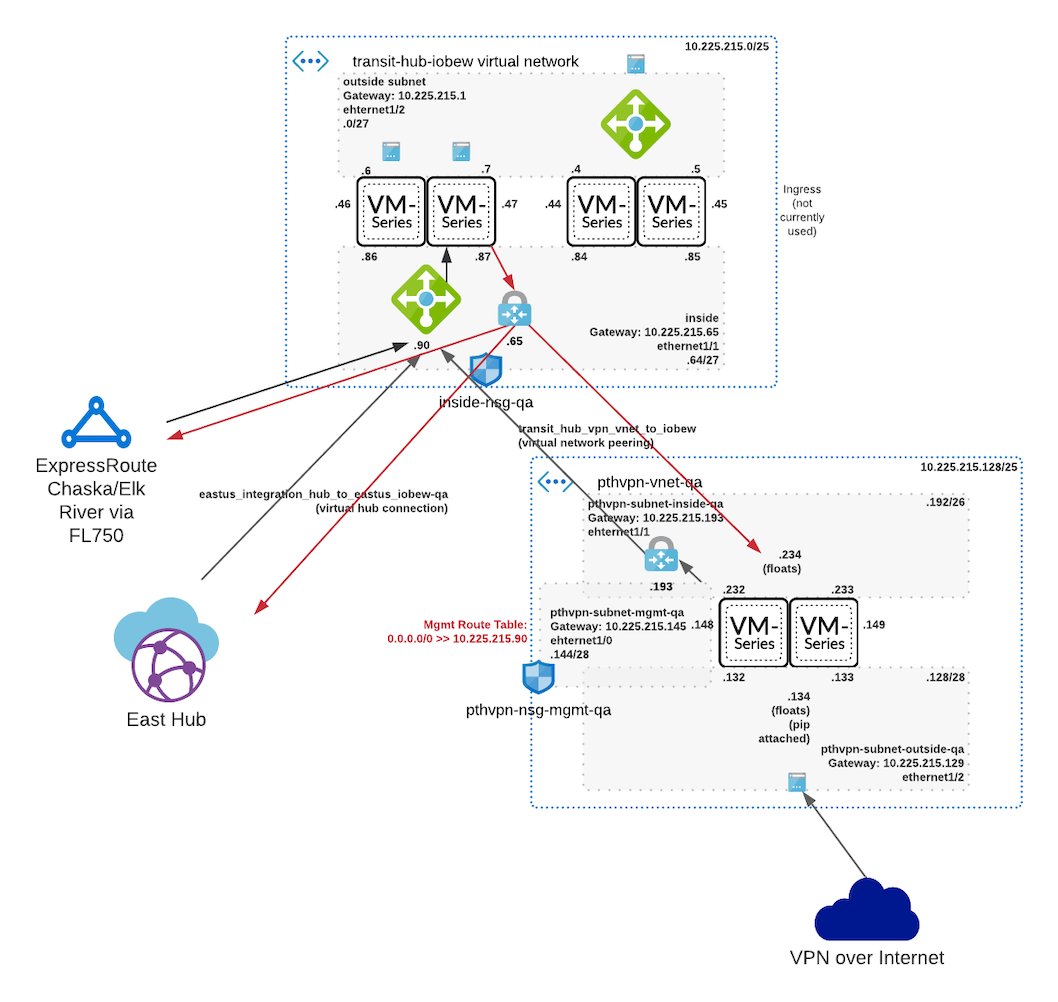 10.225.215.0/25
transit-hub-iobew virtual network
outside subnet
Gateway: 10.225.215.1
ehternet1/2
.0/27
.6
.7
.4
.5
.46
VM-
Series
VM-
Series
.47
.44
VM-
Series
VM-
Series
.45
Ingress
(not
currently
used)
.86
.87
.84
.85
inside
Gateway: 10.225.215.65
ethernet1/1
.64/27
.90
.65
inside-nsg-qa
transit_hub_vpn_vnet_to_iobew
(virtual network peering)
ExpressRoute
Chaska/Elk
River via
FL750
eastus_integration_hub_to_eastus_iobew-qa
(virtual hub connection)
10.225.215.128/25
pthvpn-vnet-qa
pthvpn-subnet-inside-qa
Gateway: 10.225.215.193
ehternet1/1
.192/26
.234
(floats)
.193
.232
.233
Mgmt Route Table:
0.0.0.0/0 >> 10.225.215.90
pthvpn-subnet-mgmt-qa
Gateway: 10.225.215.145
ehternet1/0
.144/28
.148
VM-
Series
VM-
Series
.149
.132
.133
.128/28
pthvpn-nsg-mgmt-qa
.134
(floats)
(pip
attached)
pthvpn-subnet-outside-qa
Gateway: 10.225.215.129
ethernet1/2
East Hub
VPN over Internet